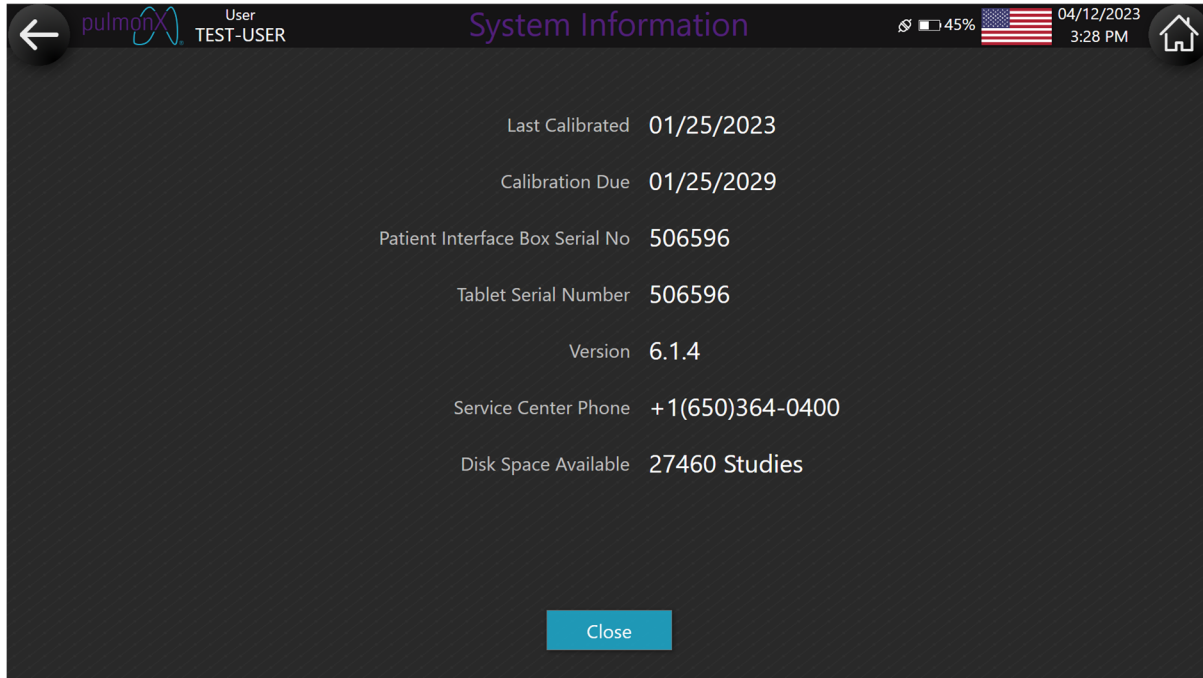 pulmonX
User
TEST-USER
System Information
45%
04/12/2023
3:28 PM
Last Calibrated 01/25/2023
Calibration Due 01/25/2029
Patient Interface Box Serial No 506596
Tablet Serial Number 506596
Version 6.1.4
Service Center Phone +1(650)364-0400
Disk Space Available 27460 Studies
Close